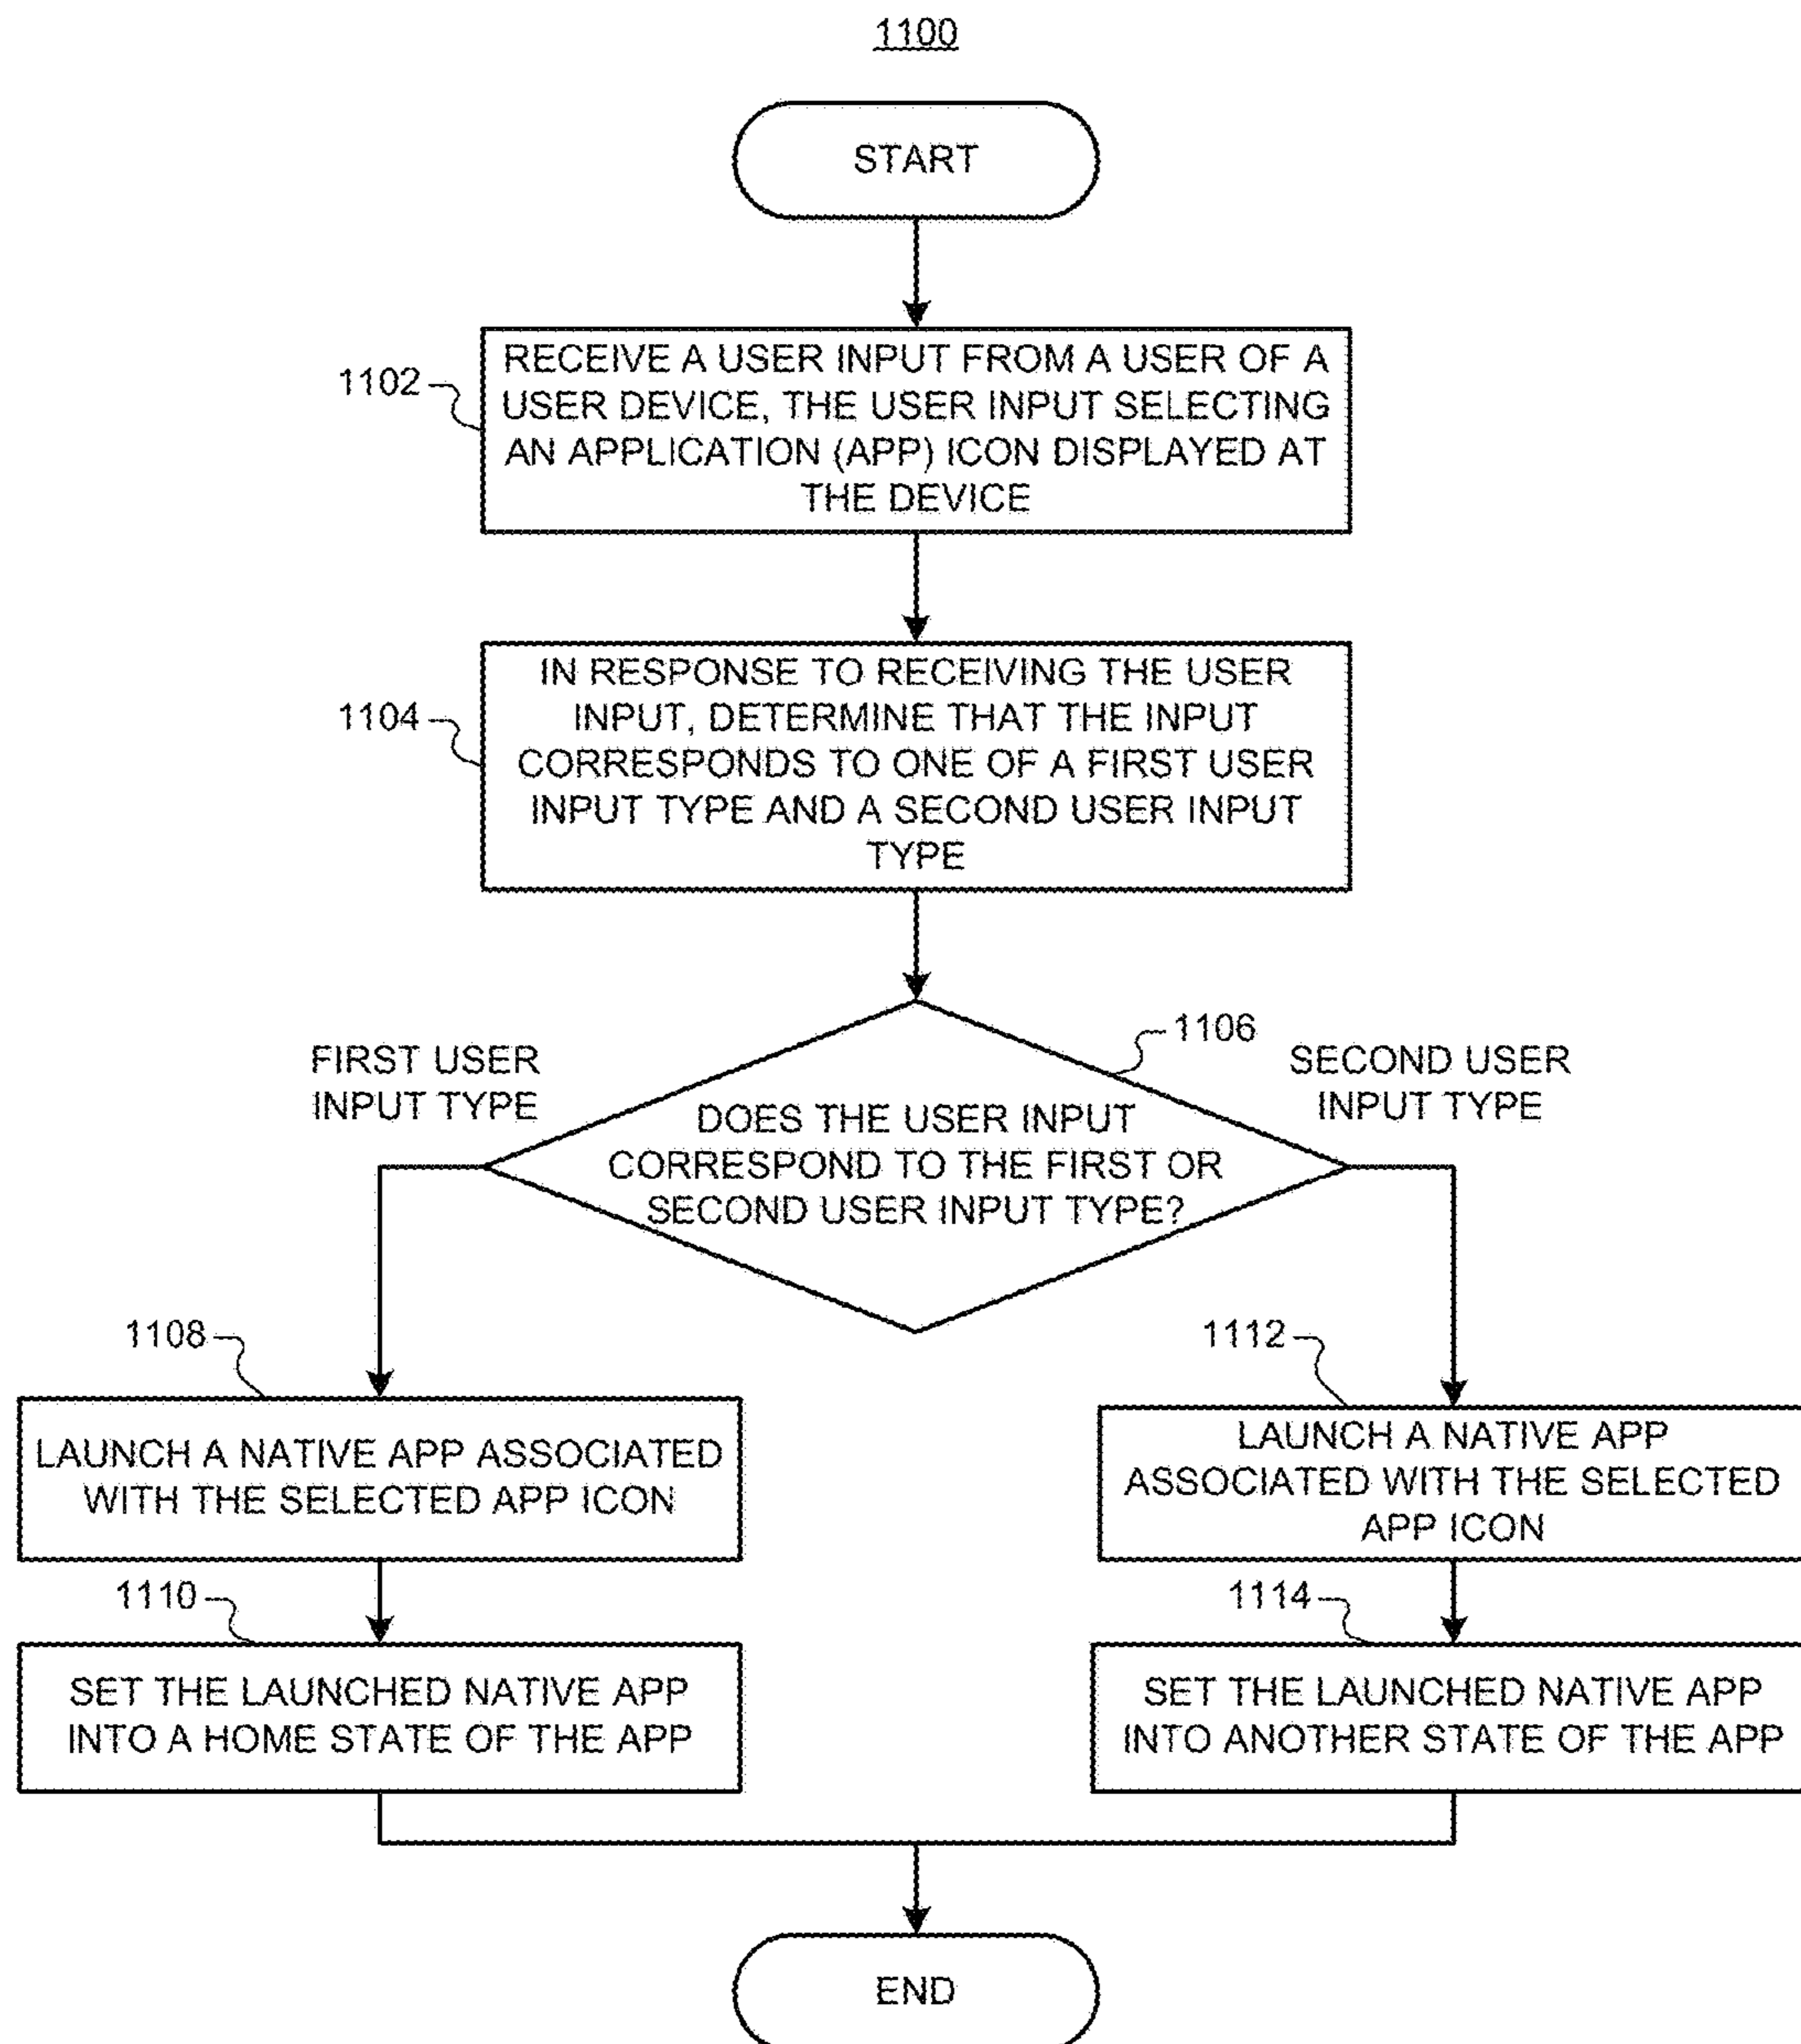 1100
START
1102
RECEIVE A USER INPUT FROM A USER OF A
USER DEVICE, THE USER INPUT SELECTING
AN APPLICATION (APP) ICON DISPLAYED AT
THE DEVICE
1104
IN RESPONSE TO RECEIVING THE USER
INPUT, DETERMINE THAT THE INPUT
CORRESPONDS TO ONE OF A FIRST USER
INPUT TYPE AND A SECOND USER INPUT
TYPE
1106
FIRST USER
INPUT TYPE
SECOND USER
INPUT TYPE
DOES THE USER INPUT
CORRESPOND TO THE FIRST OR
SECOND USER INPUT TYPE?
1108
LAUNCH A NATIVE APP ASSOCIATED
WITH THE SELECTED APP ICON
1110
SET THE LAUNCHED NATIVE APP
INTO A HOME STATE OF THE APP
1112
LAUNCH A NATIVE APP
ASSOCIATED WITH THE SELECTED
APP ICON
1114
SET THE LAUNCHED NATIVE APP
INTO ANOTHER STATE OF THE APP
END